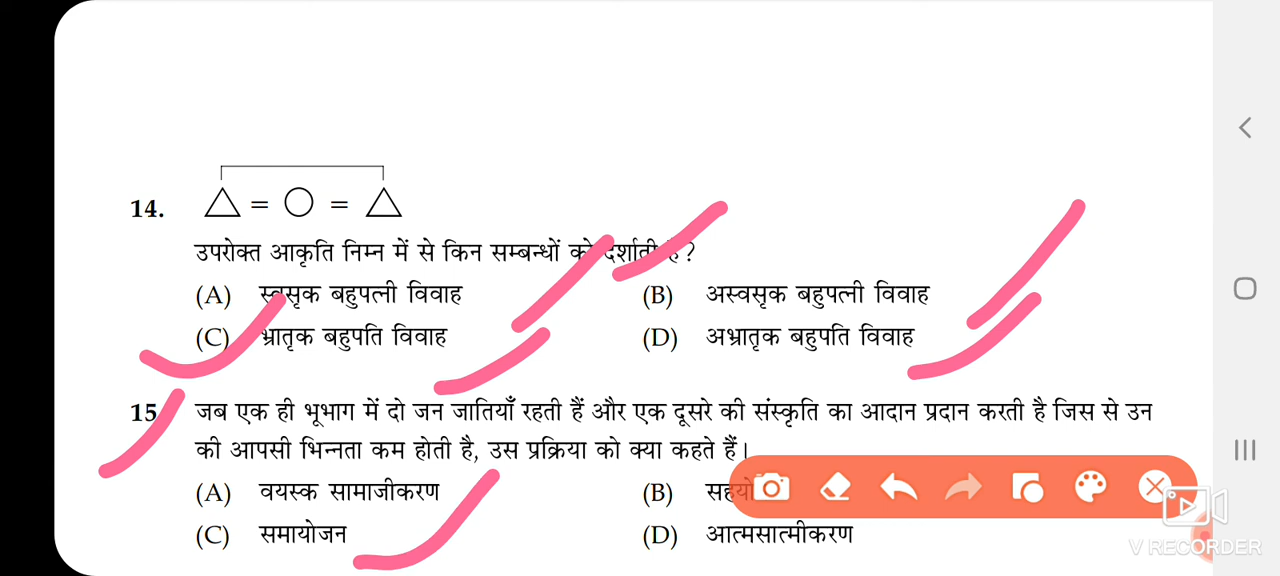 14. △ = ○ = △
उपरोक्त आकृति निम्न में से किन सम्बन्धों को दर्शाती है ?
(A) स्वसृक बहुपत्नी विवाह (B) अस्वसृक बहुपत्नी विवाह
(C) भ्रातृक बहुपति विवाह (D) अभ्रातृक बहुपति विवाह
15 जब एक ही भूभाग में दो जन जातियाँ रहती हैं और एक दूसरे की संस्कृति का आदान प्रदान करती है जिस से उन
की आपसी भिन्नता कम होती है, उस प्रक्रिया को क्या कहते हैं।
(A) वयस्क सामाजीकरण (B)
(C) समायोजन (D) आत्मसात्मीकरण
V RECORDER